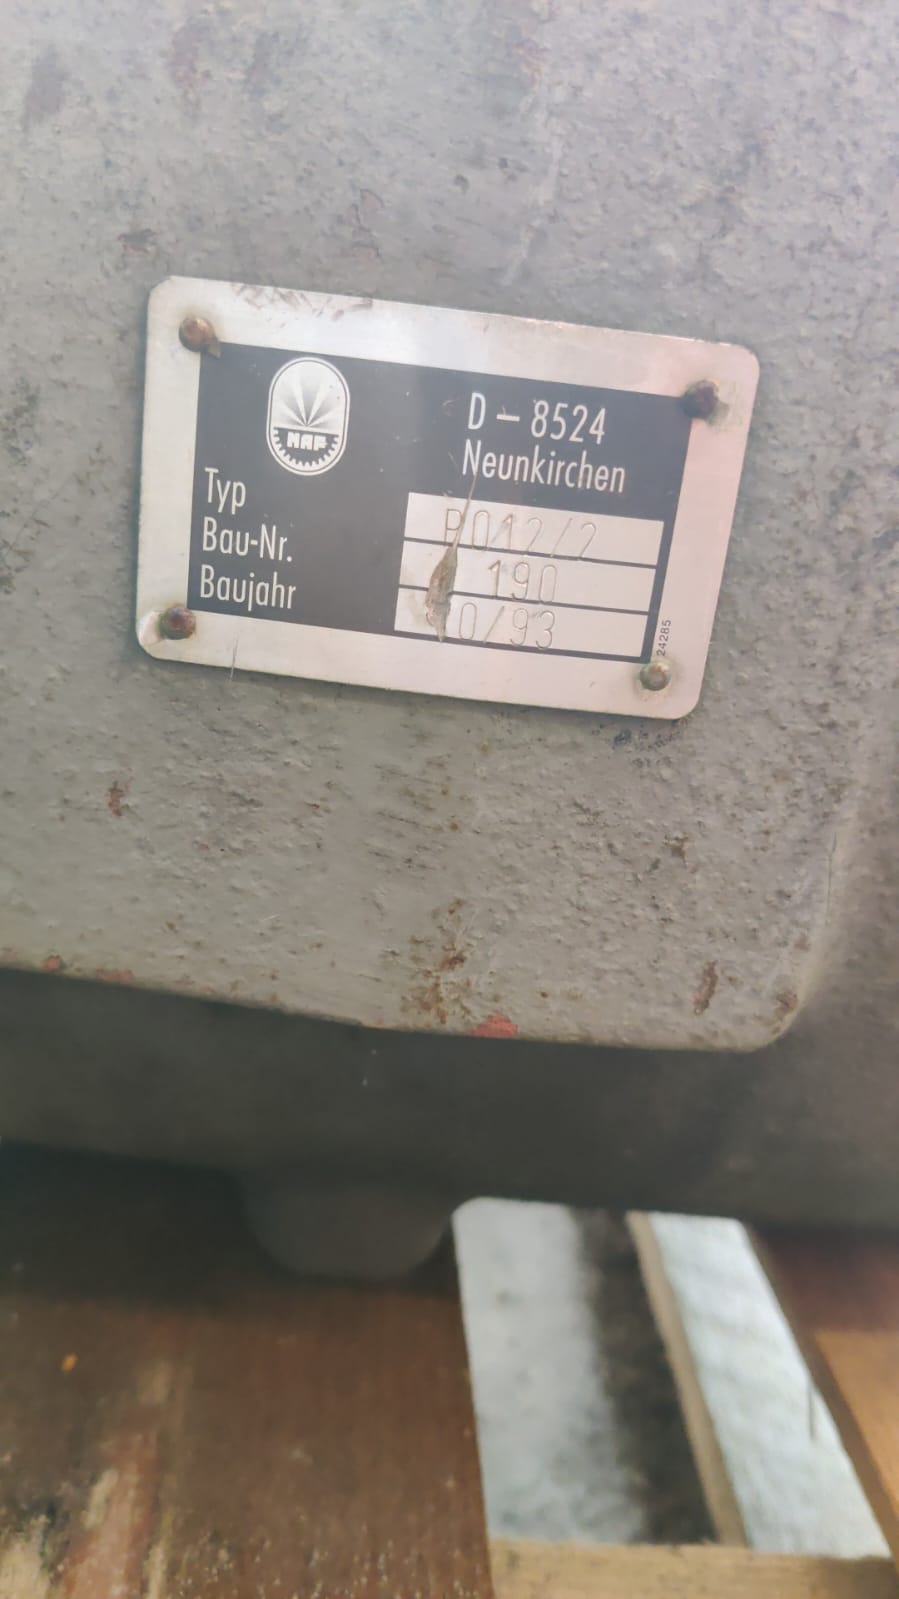 NAF
D – 8524
Neunkirchen
Typ
Bau-Nr. 190
Baujahr
24285